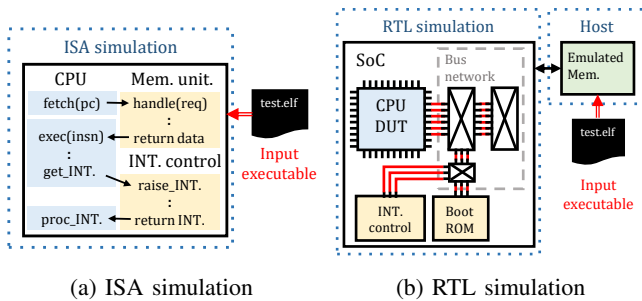 ISA simulation
CPU
Mem. unit.
fetch(pc)
handle(req)
:
exec(insn)
return data
:
INT. control
get_INT.
raise_INT.
:
proc_INT.
return INT.
test.elf
Input
executable
(a) ISA simulation
RTL simulation
Host
SoC
Bus
network
CPU
DUT
INT.
control
Boot
ROM
Emulated
Mem.
test.elf
Input
executable
(b) RTL simulation